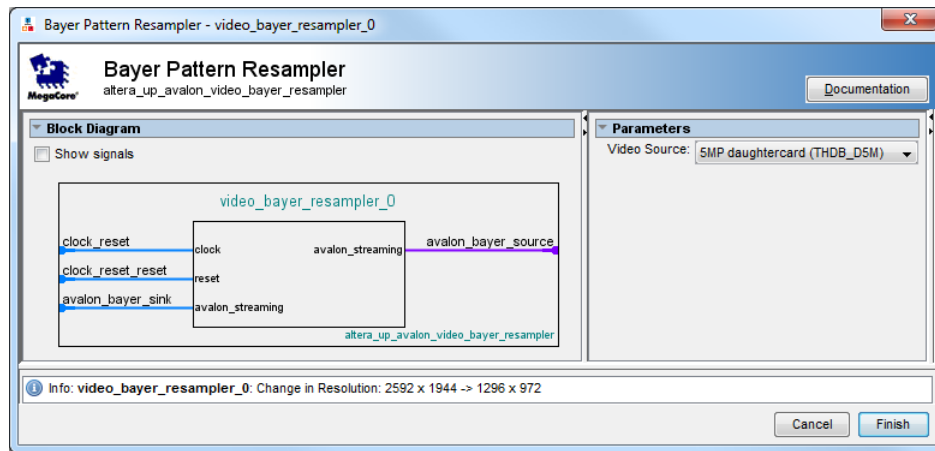 Bayer Pattern Resampler - video_bayer_resampler_0
MegaCore'
Bayer Pattern Resampler
altera_up_avalon_video_bayer_resampler
Documentation
Block Diagram
Show signals
video_bayer_resampler_0
clock_reset
clock
avalon_streaming
avalon_bayer_source
clock_reset_reset
reset
avalon_bayer_sink
avalon_streaming
altera_up_avalon_video_bayer_resampler
Parameters
Video Source: 5MP daughtercard (THDB_D5M)
Info: video_bayer_resampler_0: Change in Resolution: 2592 x 1944 -> 1296 x 972
Cancel
Finish